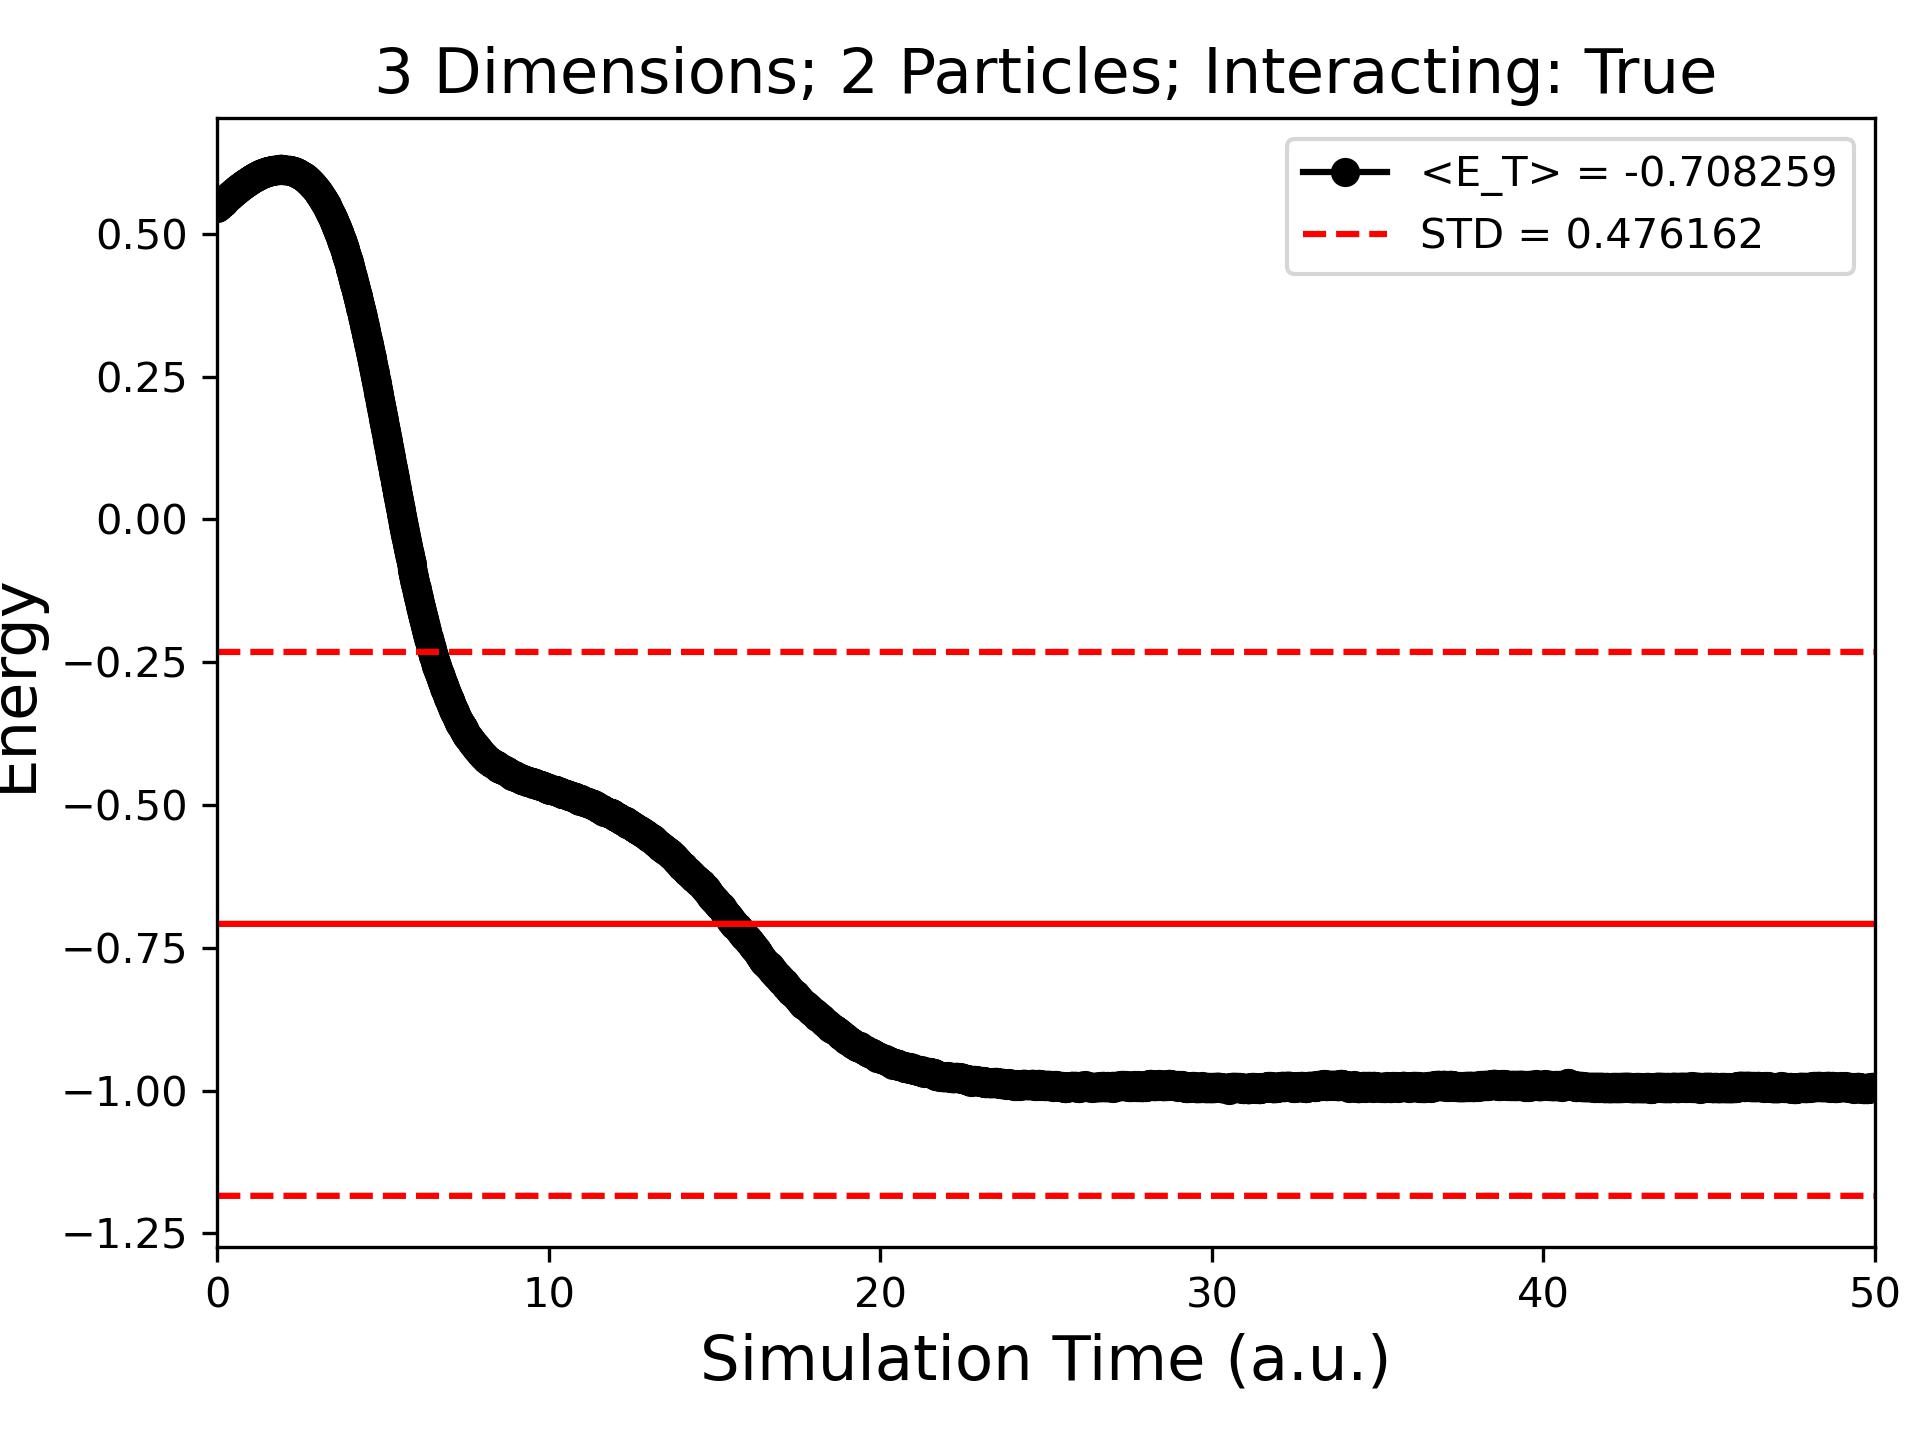 3 Dimensions; 2 Particles; Interacting: True
<E_T> = -0.708259
STD = 0.476162
Energy
0.50
0.25
0.00
−0.25
−0.50
−0.75
−1.00
−1.25
0 10 20 30 40 50
Simulation Time (a.u.)